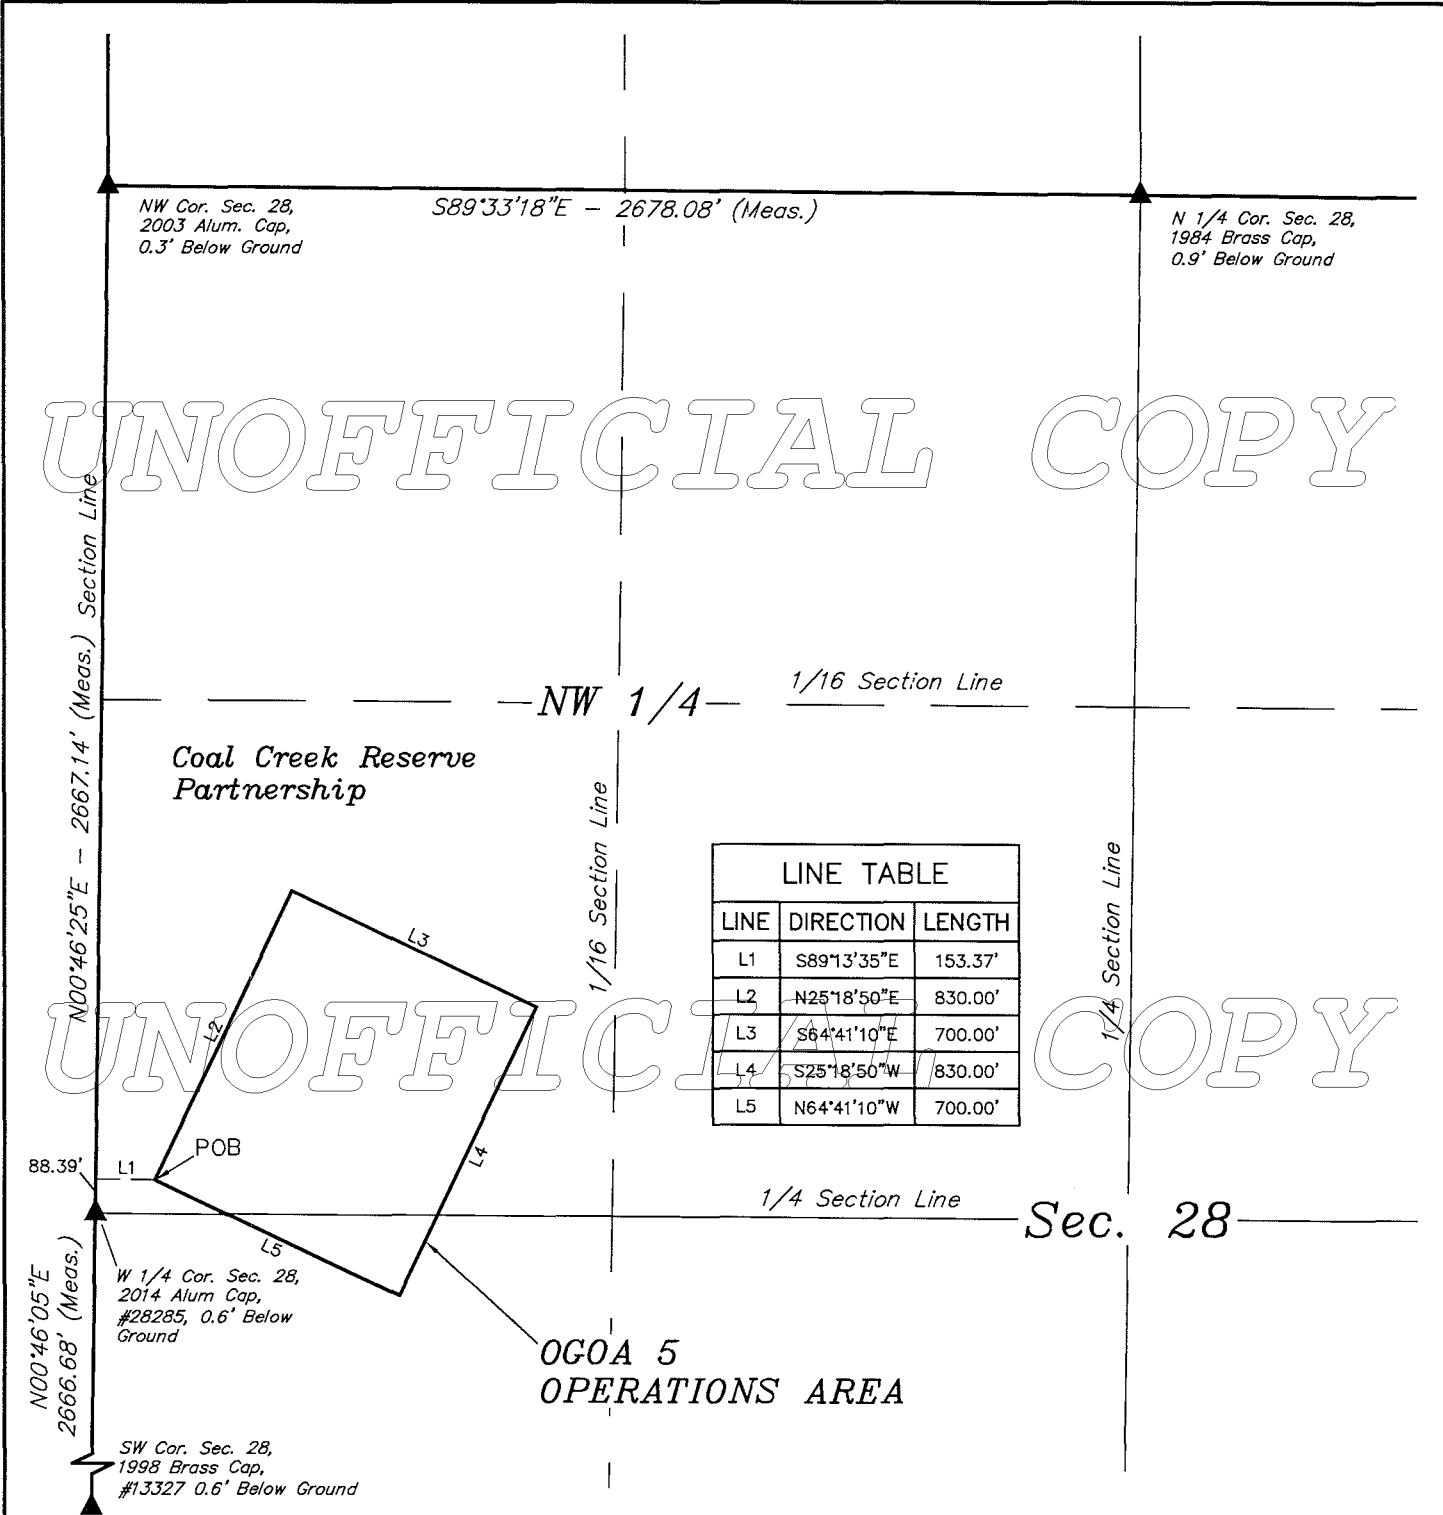 NW Cor. Sec. 28,
2003 Alum. Cap,
0.3' Below Ground
S89°33'18"E - 2678.08' (Meas.)
N 1/4 Cor. Sec. 28,
1984 Brass Cap,
0.9' Below Ground
UNOFFICIAL COPY
N00°46'25"E - 2667.14' (Meas.) Section Line
NW 1/4
1/16 Section Line
Coal Creek Reserve
Partnership
1/16 Section Line
1/4 Section Line
LINE TABLE
LINE DIRECTION LENGTH
L1 S89°13'35"E 153.37'
L2 N25°18'50"E 830.00'
L3 S64°41'10"E 700.00'
L4 S25°18'50"W 830.00'
L5 N64°41'10"W 700.00'
UNOFFICIAL COPY
L3
L2
L4
L5
POB
88.39'
L1
1/4 Section Line
Sec. 28
W 1/4 Cor. Sec. 28,
2014 Alum Cap,
#28285, 0.6' Below
Ground
N00°46'05"E
2666.68' (Meas.)
OGOA 5
OPERATIONS AREA
SW Cor. Sec. 28,
1998 Brass Cap,
#13327 0.6' Below Ground